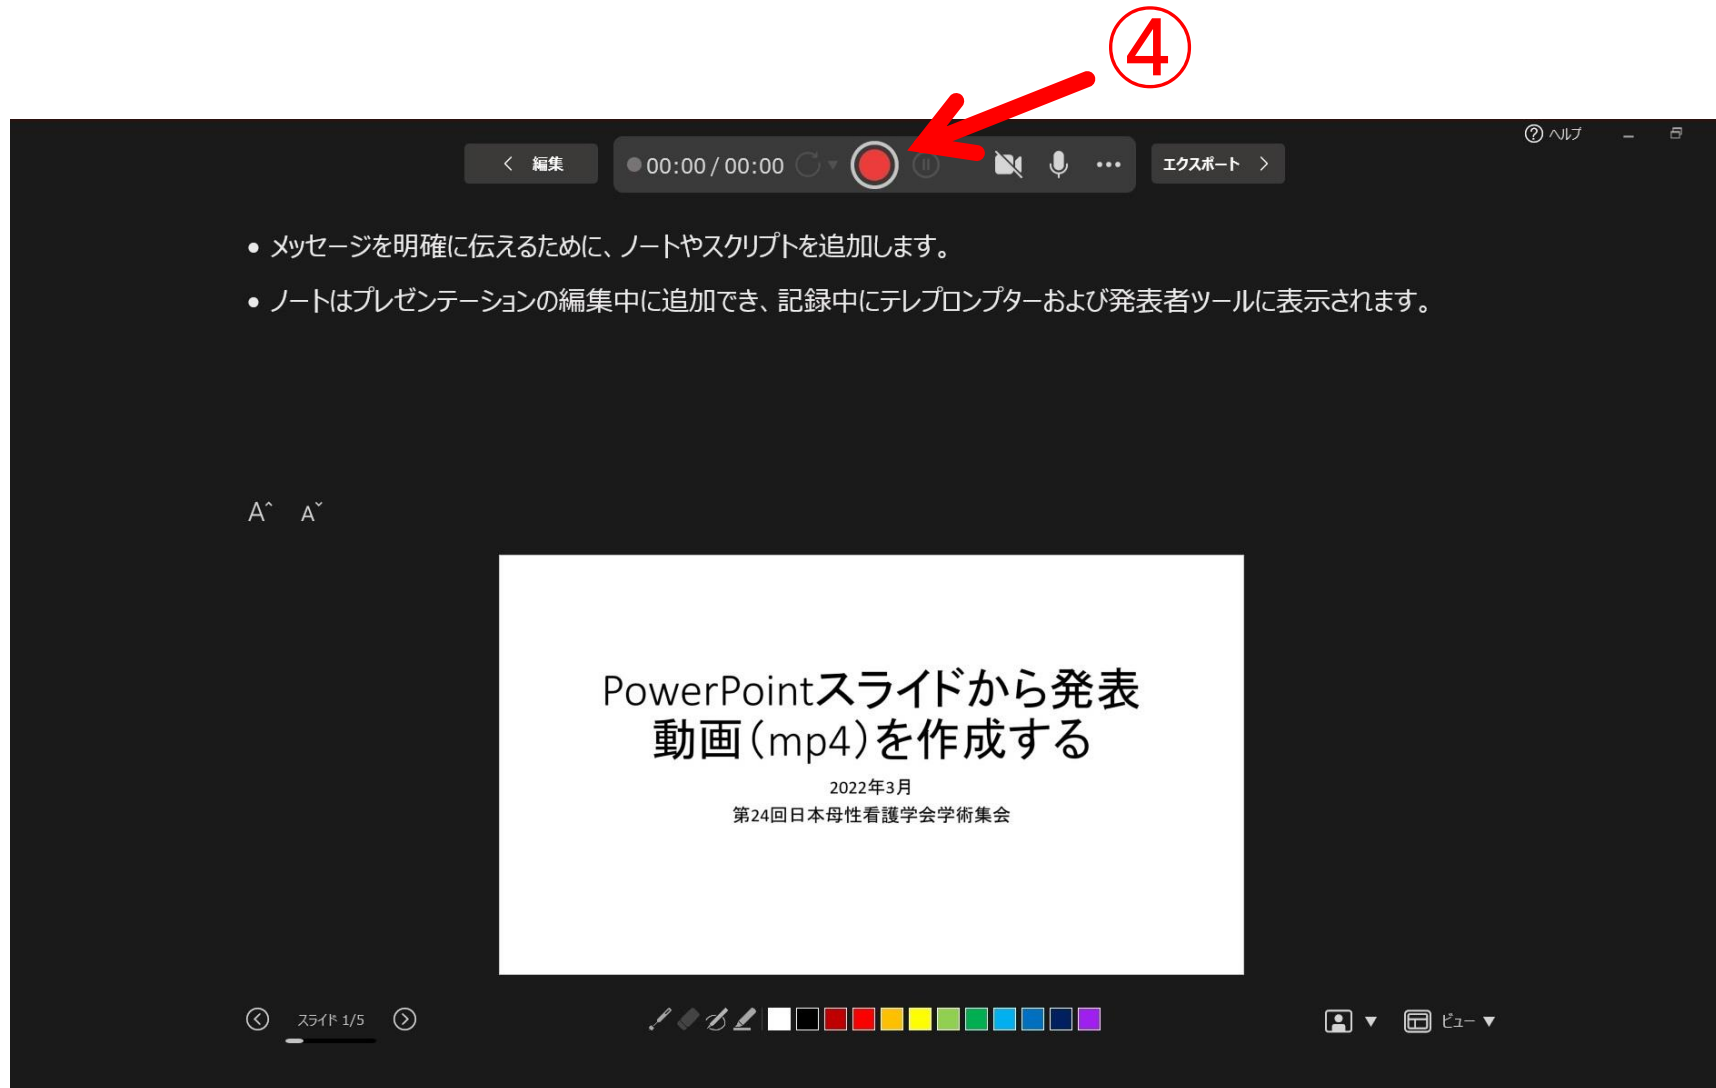 ④
ヘルプ
編集
00:00 / 00:00
エクスポート
• メッセージを明確に伝えるために、ノートやスクリプトを追加します。
• ノートはプレゼンテーションの編集中に追加でき、記録中にテレプロンプターおよび発表者ツールに表示されます。
A^ Aˇ
PowerPointスライドから発表
動画(mp4)を作成する
2022年3月
第24回日本母性看護学会学術集会
スライド 1/5
ビュー